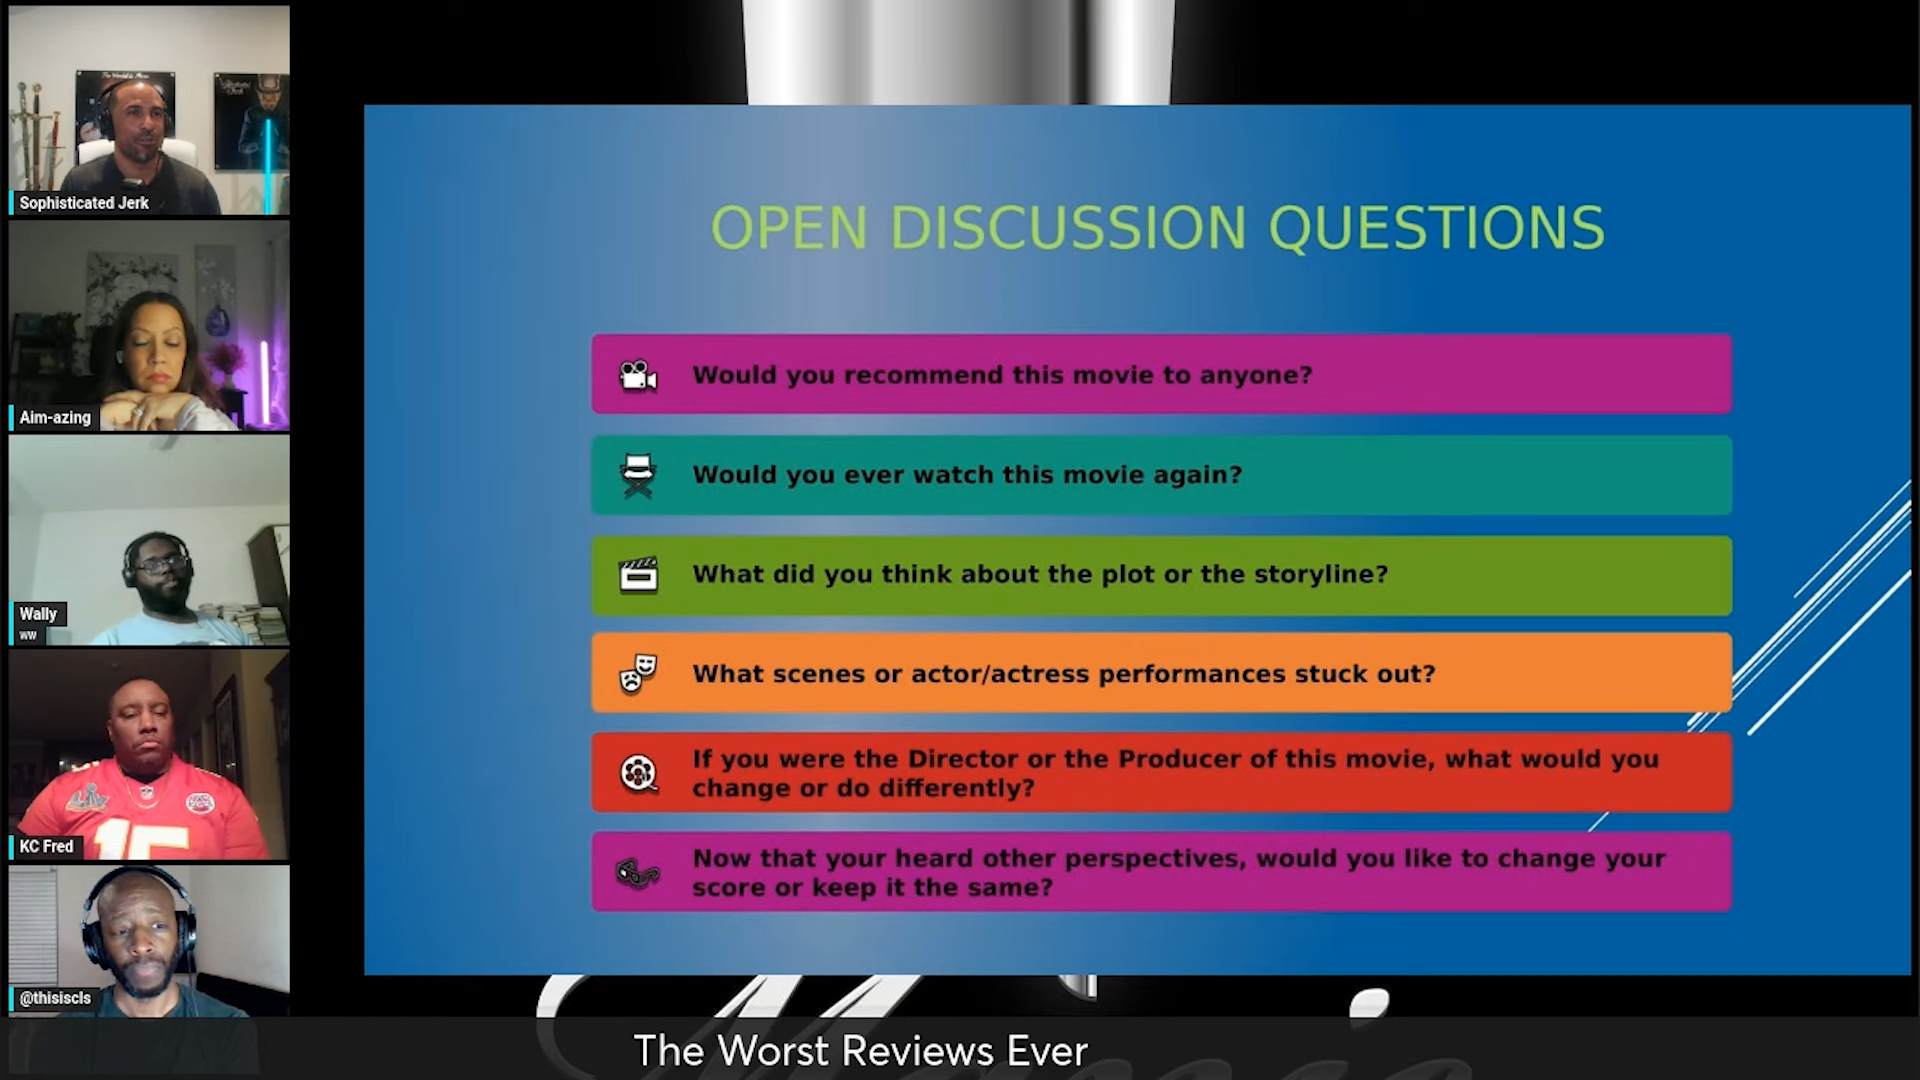 Sophisticated Jerk
Aim-azing
Wally
WW
KC Fred
15
@thisiscls
OPEN DISCUSSION QUESTIONS
Would you recommend this movie to anyone?
Would you ever watch this movie again?
What did you think about the plot or the storyline?
What scenes or actor/actress performances stuck out?
If you were the Director or the Producer of this movie, what would you
change or do differently?
Now that your heard other perspectives, would you like to change your
score or keep it the same?
The Worst Reviews Ever